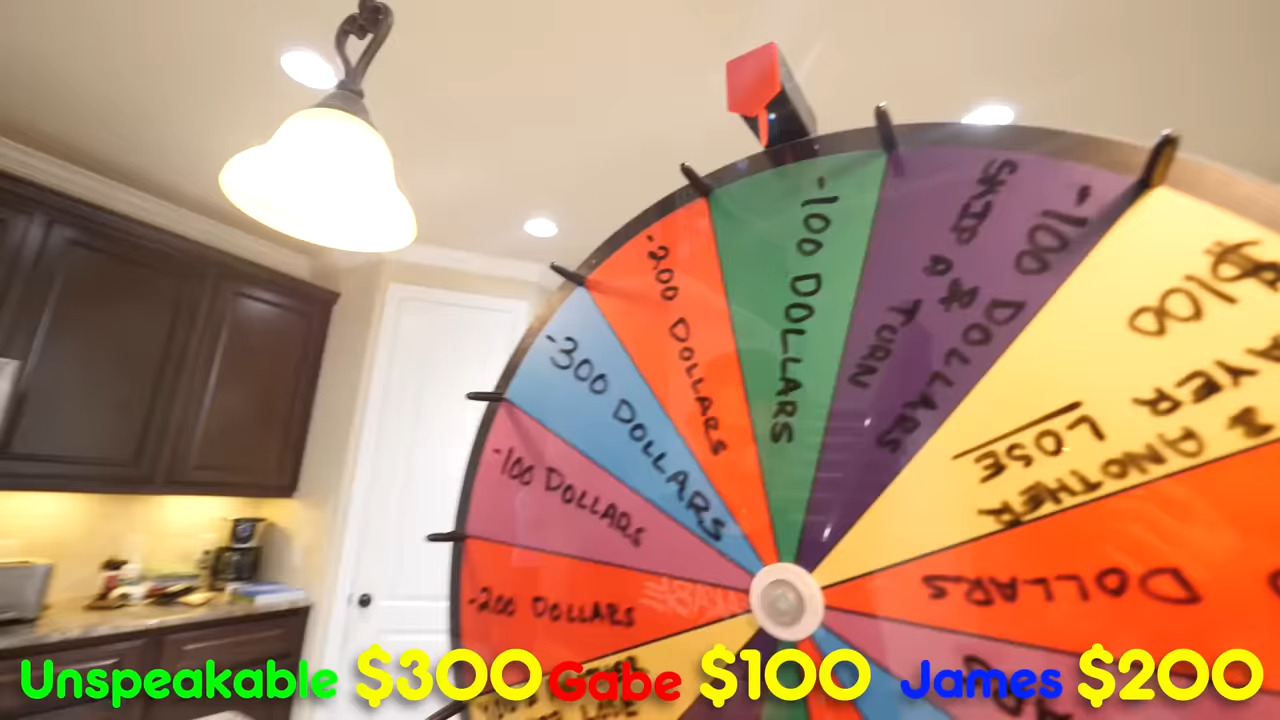 -100 DOLLARS
-200 DOLLARS
-300 DOLLARS
-100 DOLLARS
-200 DOLLARS
-100 DOLLARS
& SKIP A TURN
$100
& ANOTHER
LOSE
DOLLARS
Unspeakable $300 Gabe $100 James $200